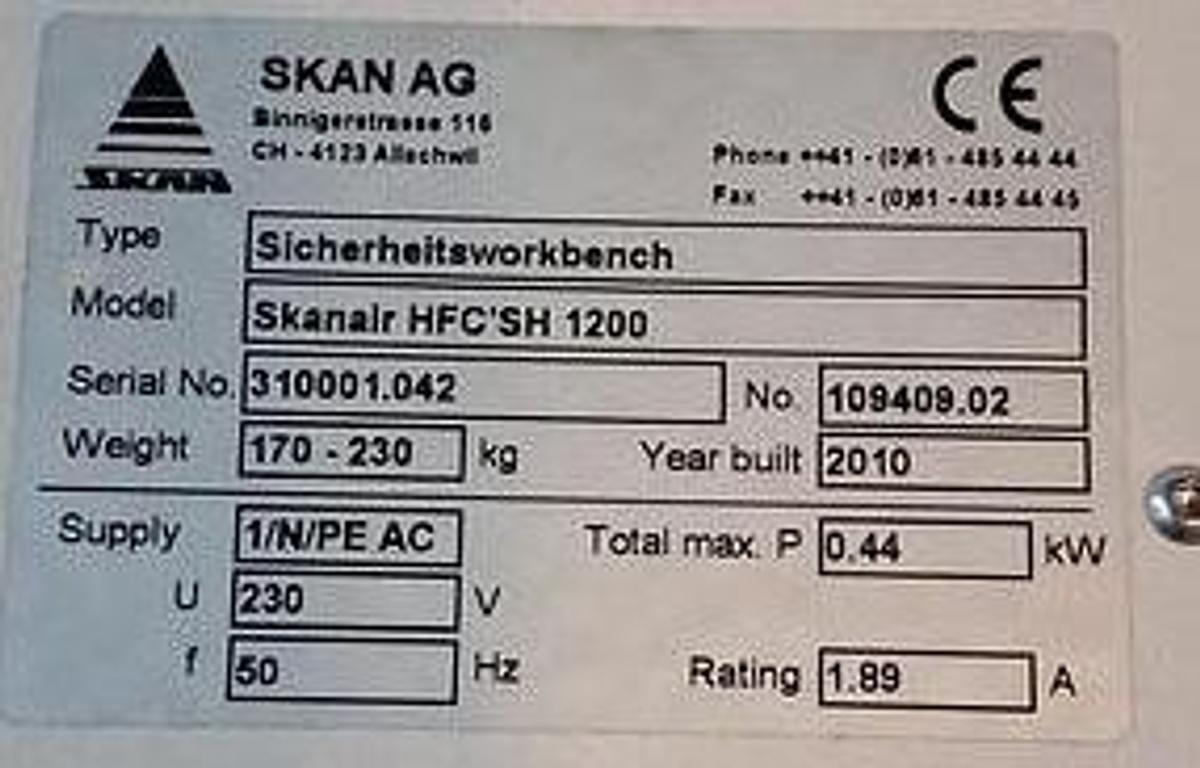 SKAN AG
Binnigerstrasse 116
CH - 4123 Allschwil
SKAN
CE
Phone ++41 - (0)61 - 485 44 44
Fax ++41 - (0)61 - 485 44 45
Type Sicherheitsworkbench
Model Skanair HFC'SH 1200
Serial No. 310001.042 No. 109409.02
Weight 170 - 230 kg Year built 2010
Supply 1/N/PE AC Total max. P 0.44 kW
U 230 V
f 50 Hz Rating 1.89 A